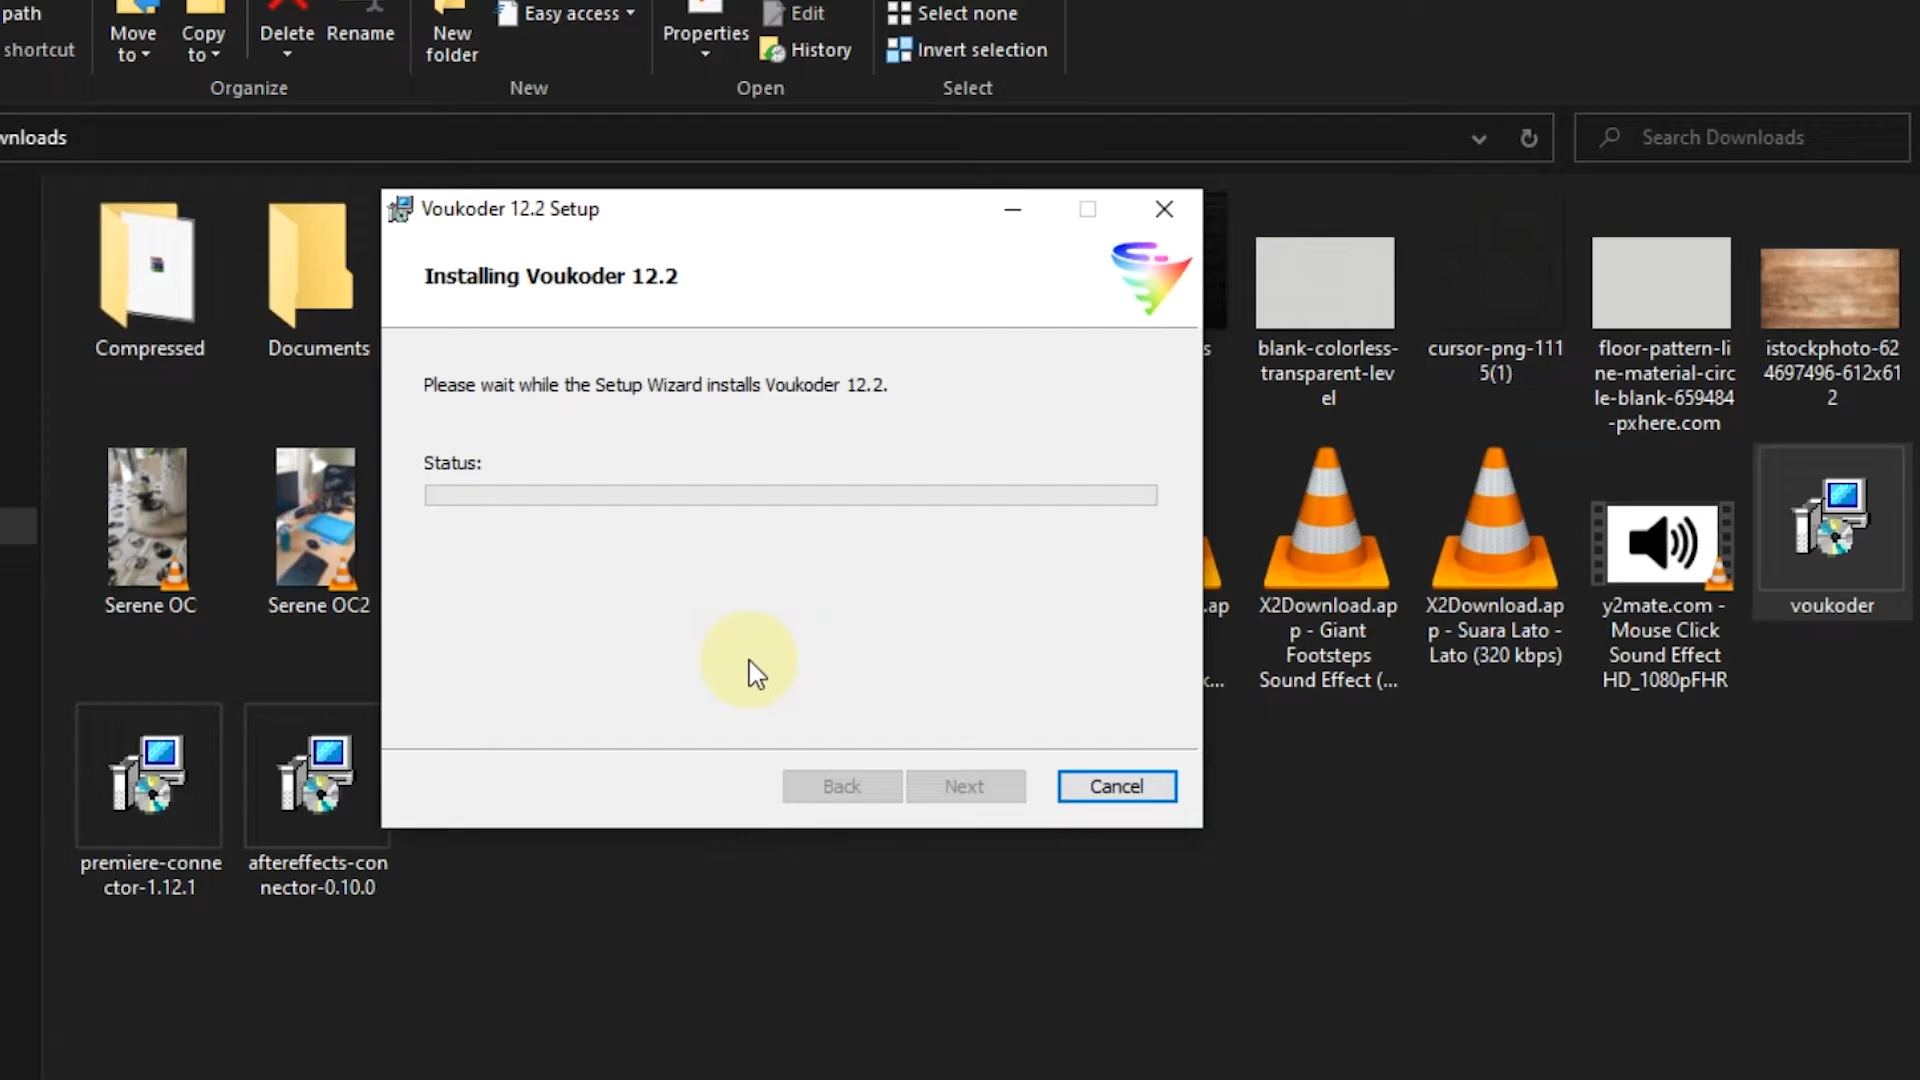 path
shortcut
Move
to
Copy
to
Delete
Rename
Organize
New
folder
Easy access
New
Properties
Edit
History
Open
Select none
Invert selection
Select
wnloads
Search Downloads
Compressed
Documents
s
blank-colorless-
transparent-lev
el
cursor-png-111
5(1)
floor-pattern-li
ne-material-circ
le-blank-659484
-pxhere.com
istockphoto-62
4697496-612x61
2
Voukoder 12.2 Setup
Installing Voukoder 12.2
Please wait while the Setup Wizard installs Voukoder 12.2.
Status:
Back
Next
Cancel
Serene OC
Serene OC2
.ap
k...
X2Download.ap
p - Giant
Footsteps
Sound Effect (...
X2Download.ap
p - Suara Lato -
Lato (320 kbps)
y2mate.com -
Mouse Click
Sound Effect
HD_1080pFHR
voukoder
premiere-conne
ctor-1.12.1
aftereffects-con
nector-0.10.0